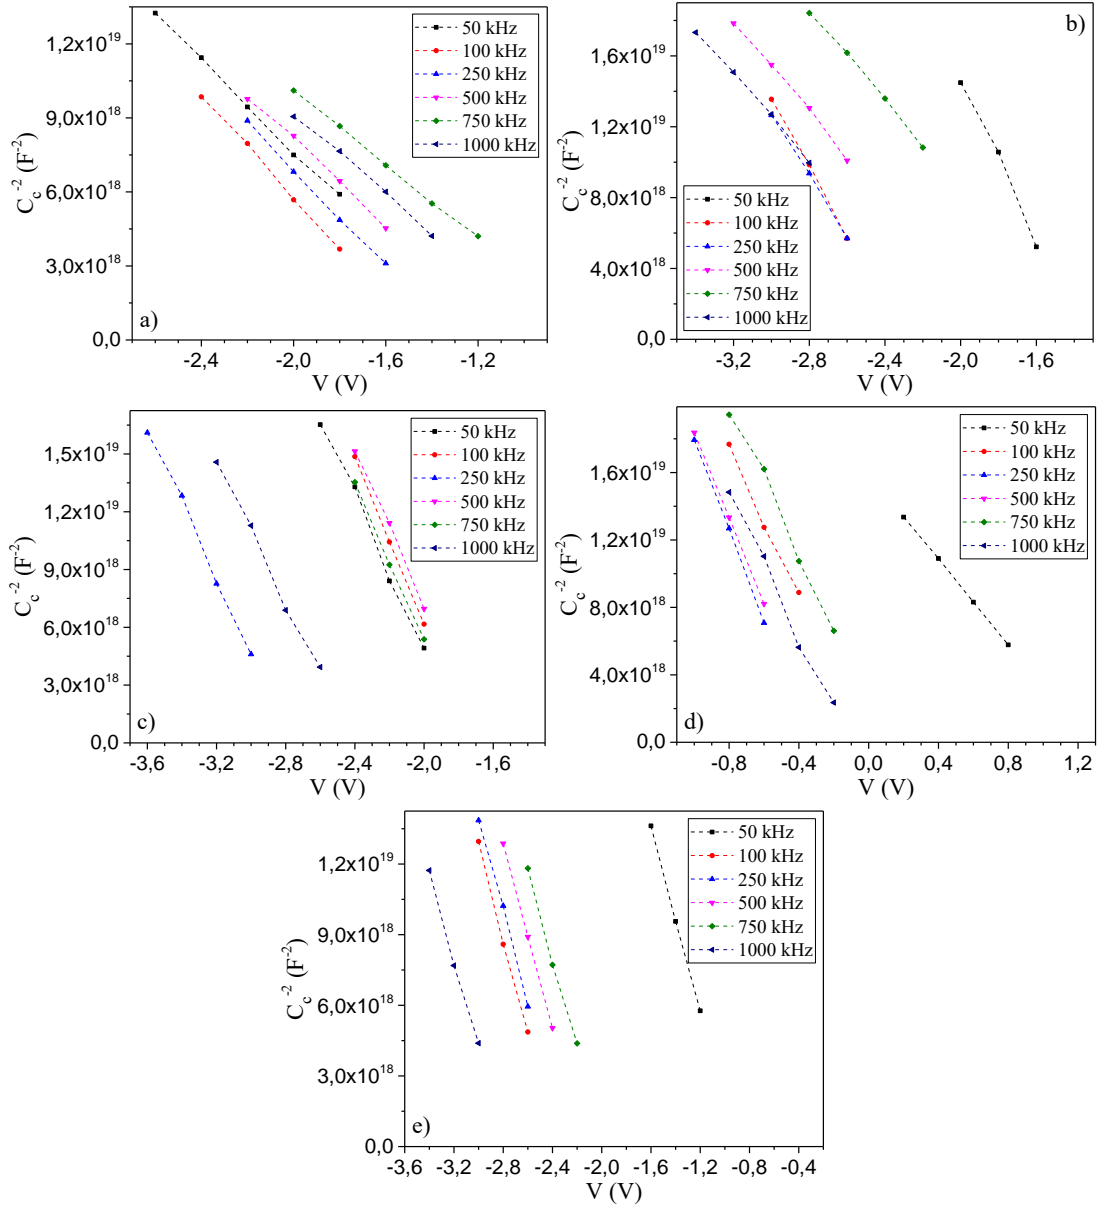 1,2x10^19
9,0x10^18
6,0x10^18
3,0x10^18
0,0
C_c^-2 (F^-2)
-2,4 -2,0 -1,6 -1,2
V (V)
50 kHz
100 kHz
250 kHz
500 kHz
750 kHz
1000 kHz
a)
1,6x10^19
1,2x10^19
8,0x10^18
4,0x10^18
0,0
C_c^-2 (F^-2)
-3,2 -2,8 -2,4 -2,0 -1,6
V (V)
50 kHz
100 kHz
250 kHz
500 kHz
750 kHz
1000 kHz
b)
1,5x10^19
1,2x10^19
9,0x10^18
6,0x10^18
3,0x10^18
0,0
C_c^-2 (F^-2)
-3,6 -3,2 -2,8 -2,4 -2,0 -1,6
V (V)
50 kHz
100 kHz
250 kHz
500 kHz
750 kHz
1000 kHz
c)
1,6x10^19
1,2x10^19
8,0x10^18
4,0x10^18
0,0
C_c^-2 (F^-2)
-0,8 -0,4 0,0 0,4 0,8 1,2
V (V)
50 kHz
100 kHz
250 kHz
500 kHz
750 kHz
1000 kHz
d)
1,2x10^19
9,0x10^18
6,0x10^18
3,0x10^18
0,0
C_c^-2 (F^-2)
-3,6 -3,2 -2,8 -2,4 -2,0 -1,6 -1,2 -0,8 -0,4
V (V)
50 kHz
100 kHz
250 kHz
500 kHz
750 kHz
1000 kHz
e)